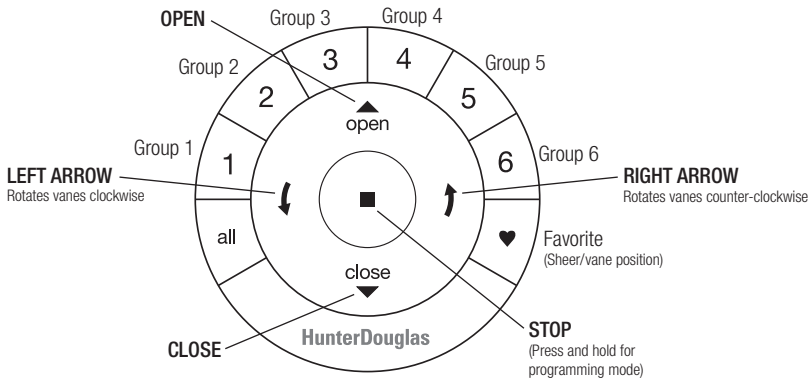 OPEN
Group 3
Group 4
Group 2
Group 5
3
4
2
5
open
Group 1
1
6
Group 6
LEFT ARROW
Rotates vanes clockwise
RIGHT ARROW
Rotates vanes counter-clockwise
all
Favorite
(Sheer/vane position)
close
CLOSE
HunterDouglas
STOP
(Press and hold for
programming mode)